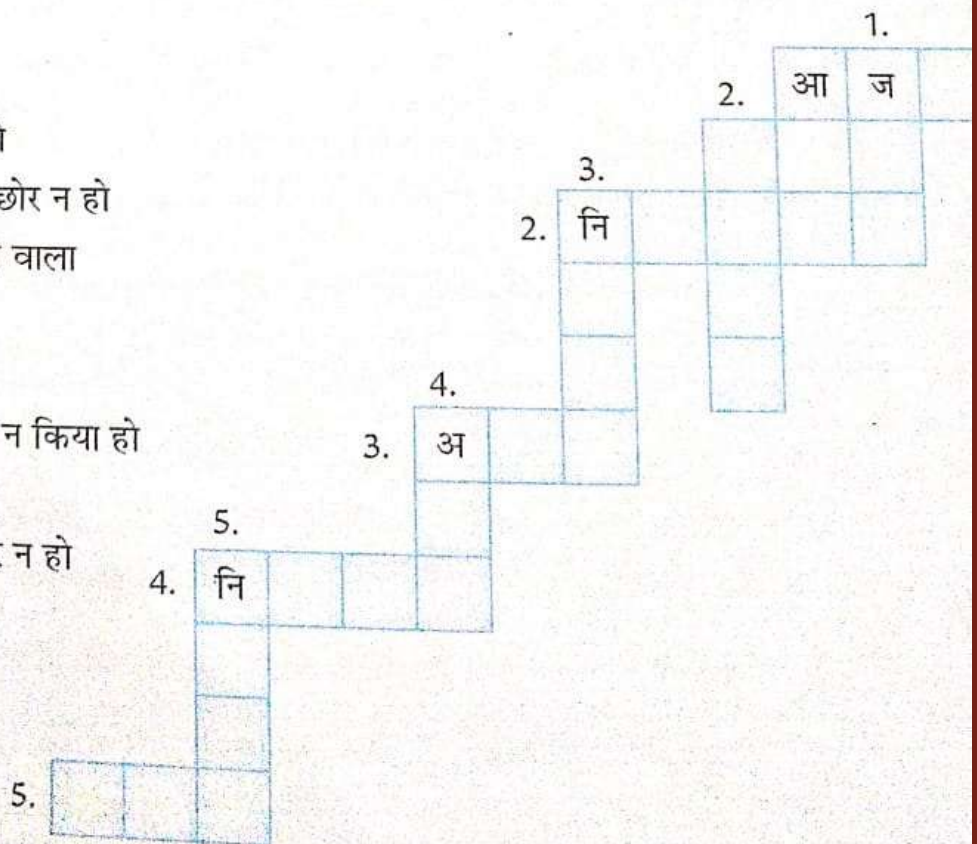 1.
2. आ ज
छोर न हो
3.
2. नि
वाला
4.
न किया हो
3. अ
5.
न हो
4. नि
5.